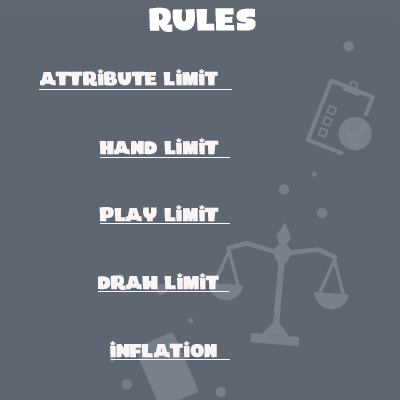 RULES
ATTRiBUTE LiMiT
HAND LiMiT
PLAY LiMiT
DRAW LiMiT
iNFLATiON